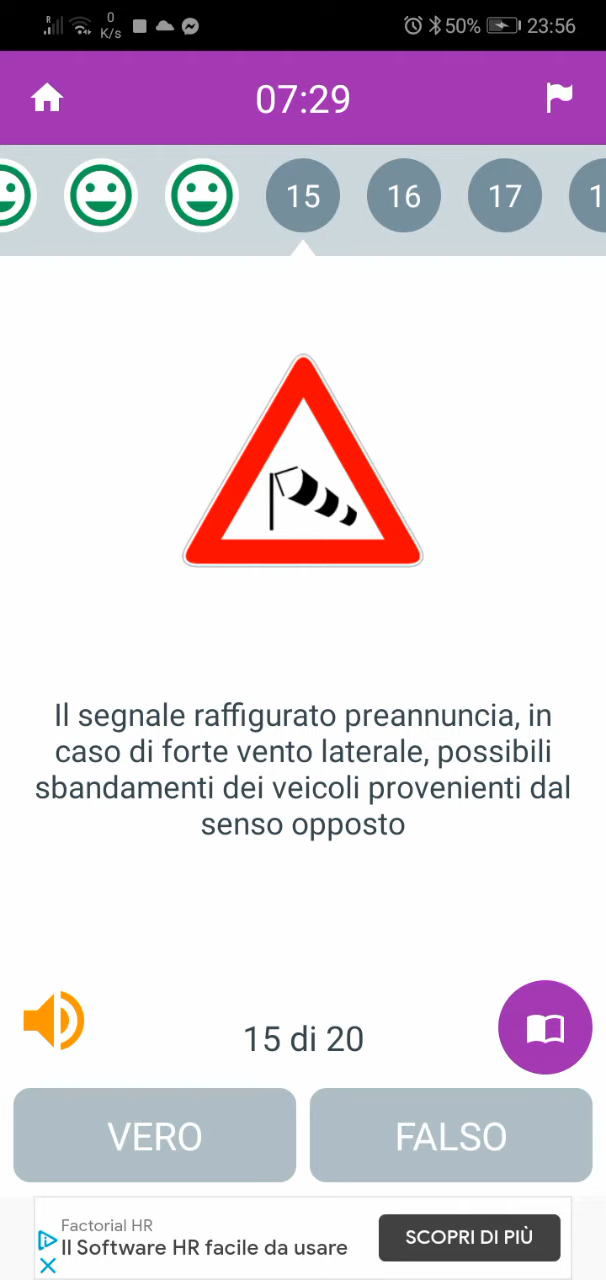 R
0
K/s
50%
23:56
07:29
15
16
17
1
Il segnale raffigurato preannuncia, in
caso di forte vento laterale, possibili
sbandamenti dei veicoli provenienti dal
senso opposto
15 di 20
VERO
FALSO
Factorial HR
Il Software HR facile da usare
SCOPRI DI PIÙ